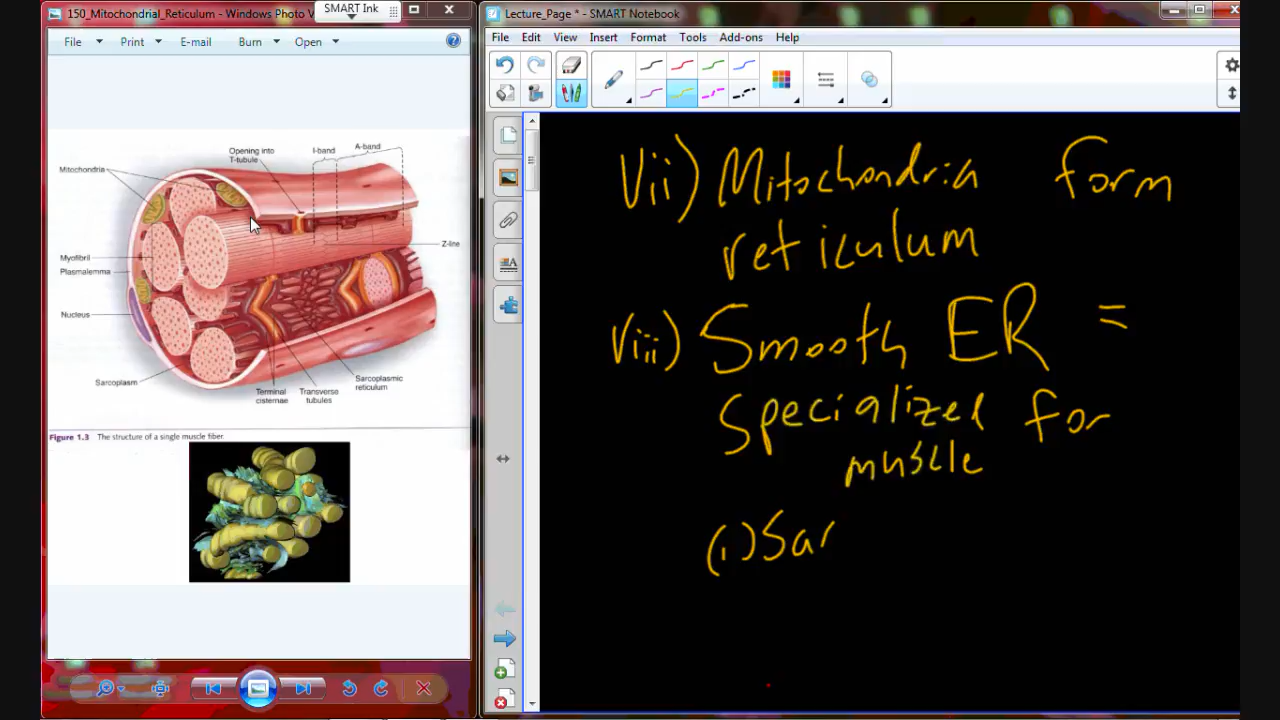 150_Mitochondrial_Reticulum - Windows Photo V
SMART Ink
File Print E-mail Burn Open
Opening into
T-tubule
I-band
A-band
Mitochondria
Z-line
Myofibril
Plasmalemma
Nucleus
Sarcoplasm
Terminal
cisternae
Transverse
tubules
Sarcoplasmic
reticulum
Figure 1.3 The structure of a single muscle fiber.
Lecture_Page * - SMART Notebook
File Edit View Insert Format Tools Add-ons Help
Vii) Mitochondria form
reticulum
Viii) Smooth ER =
Specialized for
muscle
(i) Sar